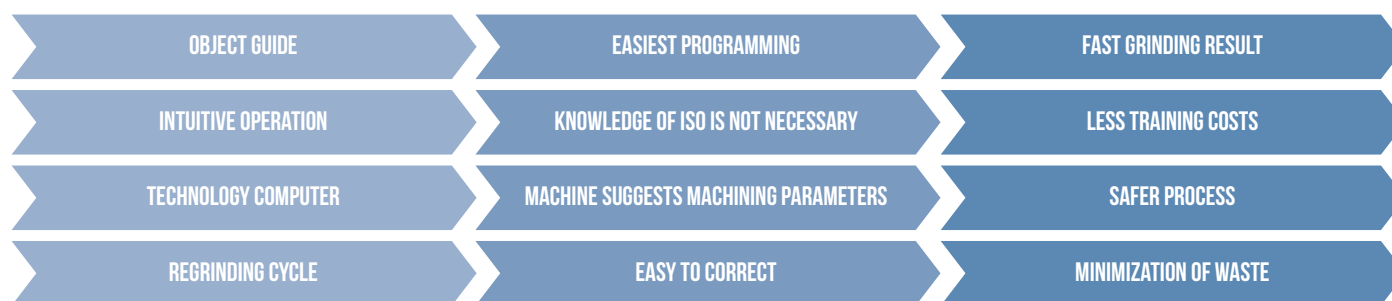 OBJECT GUIDE
EASIEST PROGRAMMING
FAST GRINDING RESULT
INTUITIVE OPERATION
KNOWLEDGE OF ISO IS NOT NECESSARY
LESS TRAINING COSTS
TECHNOLOGY COMPUTER
MACHINE SUGGESTS MACHINING PARAMETERS
SAFER PROCESS
REGRINDING CYCLE
EASY TO CORRECT
MINIMIZATION OF WASTE